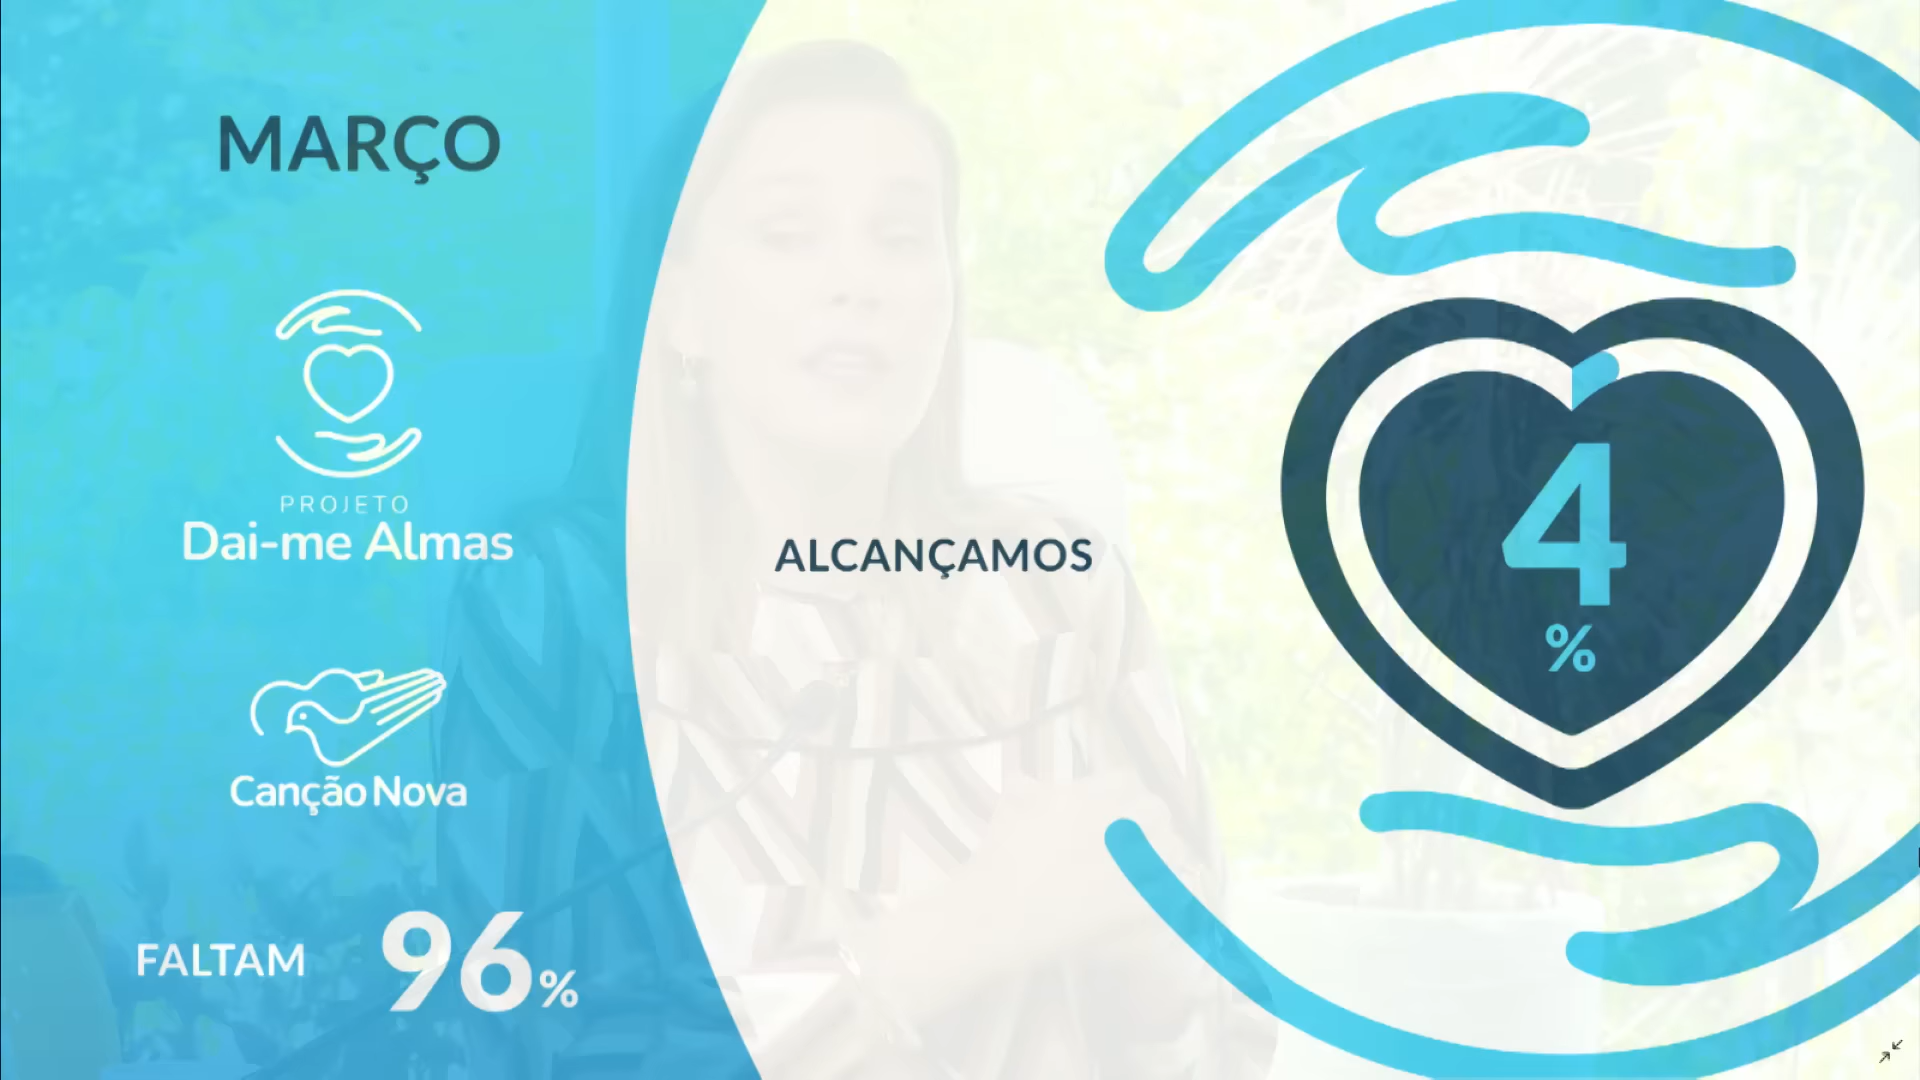 MARÇO
PROJETO
Dai-me Almas
Canção Nova
FALTAM 96%
ALCANÇAMOS
4
%